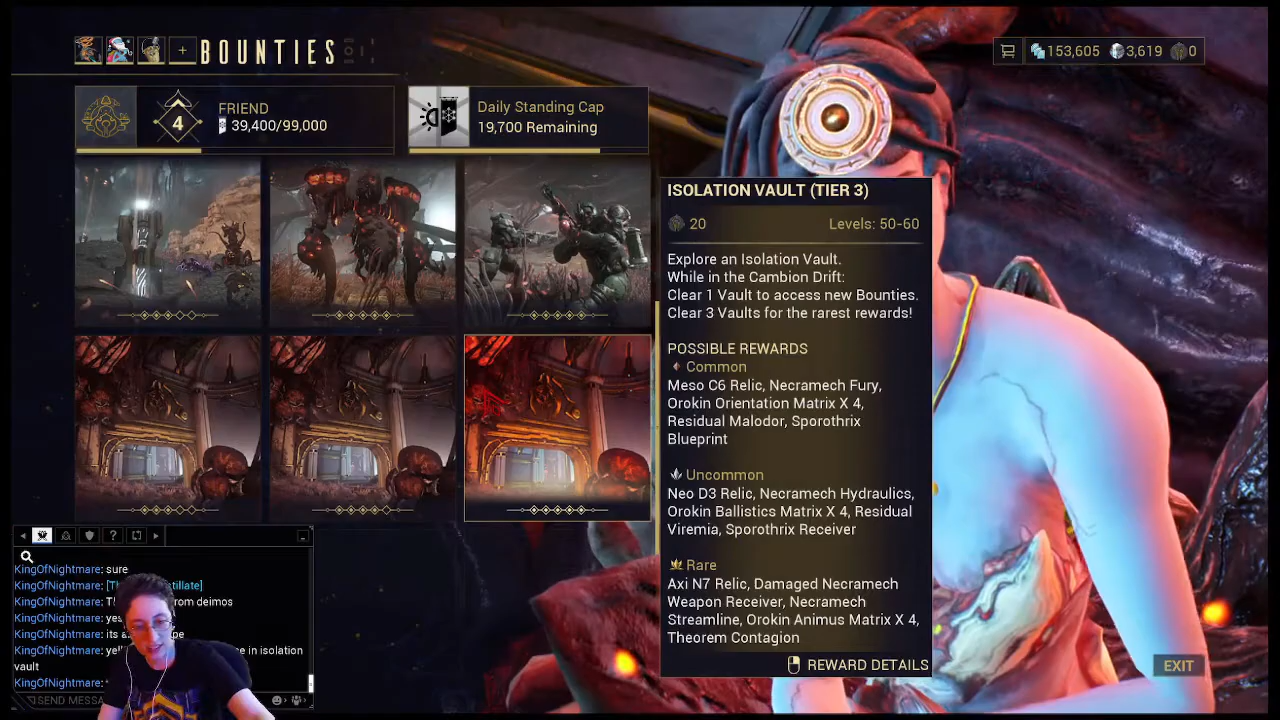 BOUNTIES
153,605 3,619 0
4
FRIEND
39,400/99,000
Daily Standing Cap
19,700 Remaining
ISOLATION VAULT (TIER 3)
20 Levels: 50-60
Explore an Isolation Vault.
While in the Cambion Drift:
Clear 1 Vault to access new Bounties.
Clear 3 Vaults for the rarest rewards!
POSSIBLE REWARDS
Common
Meso C6 Relic, Necramech Fury,
Orokin Orientation Matrix X 4,
Residual Malodor, Sporothrix
Blueprint
Uncommon
Neo D3 Relic, Necramech Hydraulics,
Orokin Ballistics Matrix X 4, Residual
Viremia, Sporothrix Receiver
Rare
Axi N7 Relic, Damaged Necramech
Weapon Receiver, Necramech
Streamline, Orokin Animus Matrix X 4,
Theorem Contagion
REWARD DETAILS
EXIT
KingOfNightmare: sure
KingOfNightmare:
KingOfNightmare: from deimos
KingOfNightmare:
KingOfNightmare: its
KingOfNightmare: in isolation
vault
KingOfNightmare:
SEND MESSA